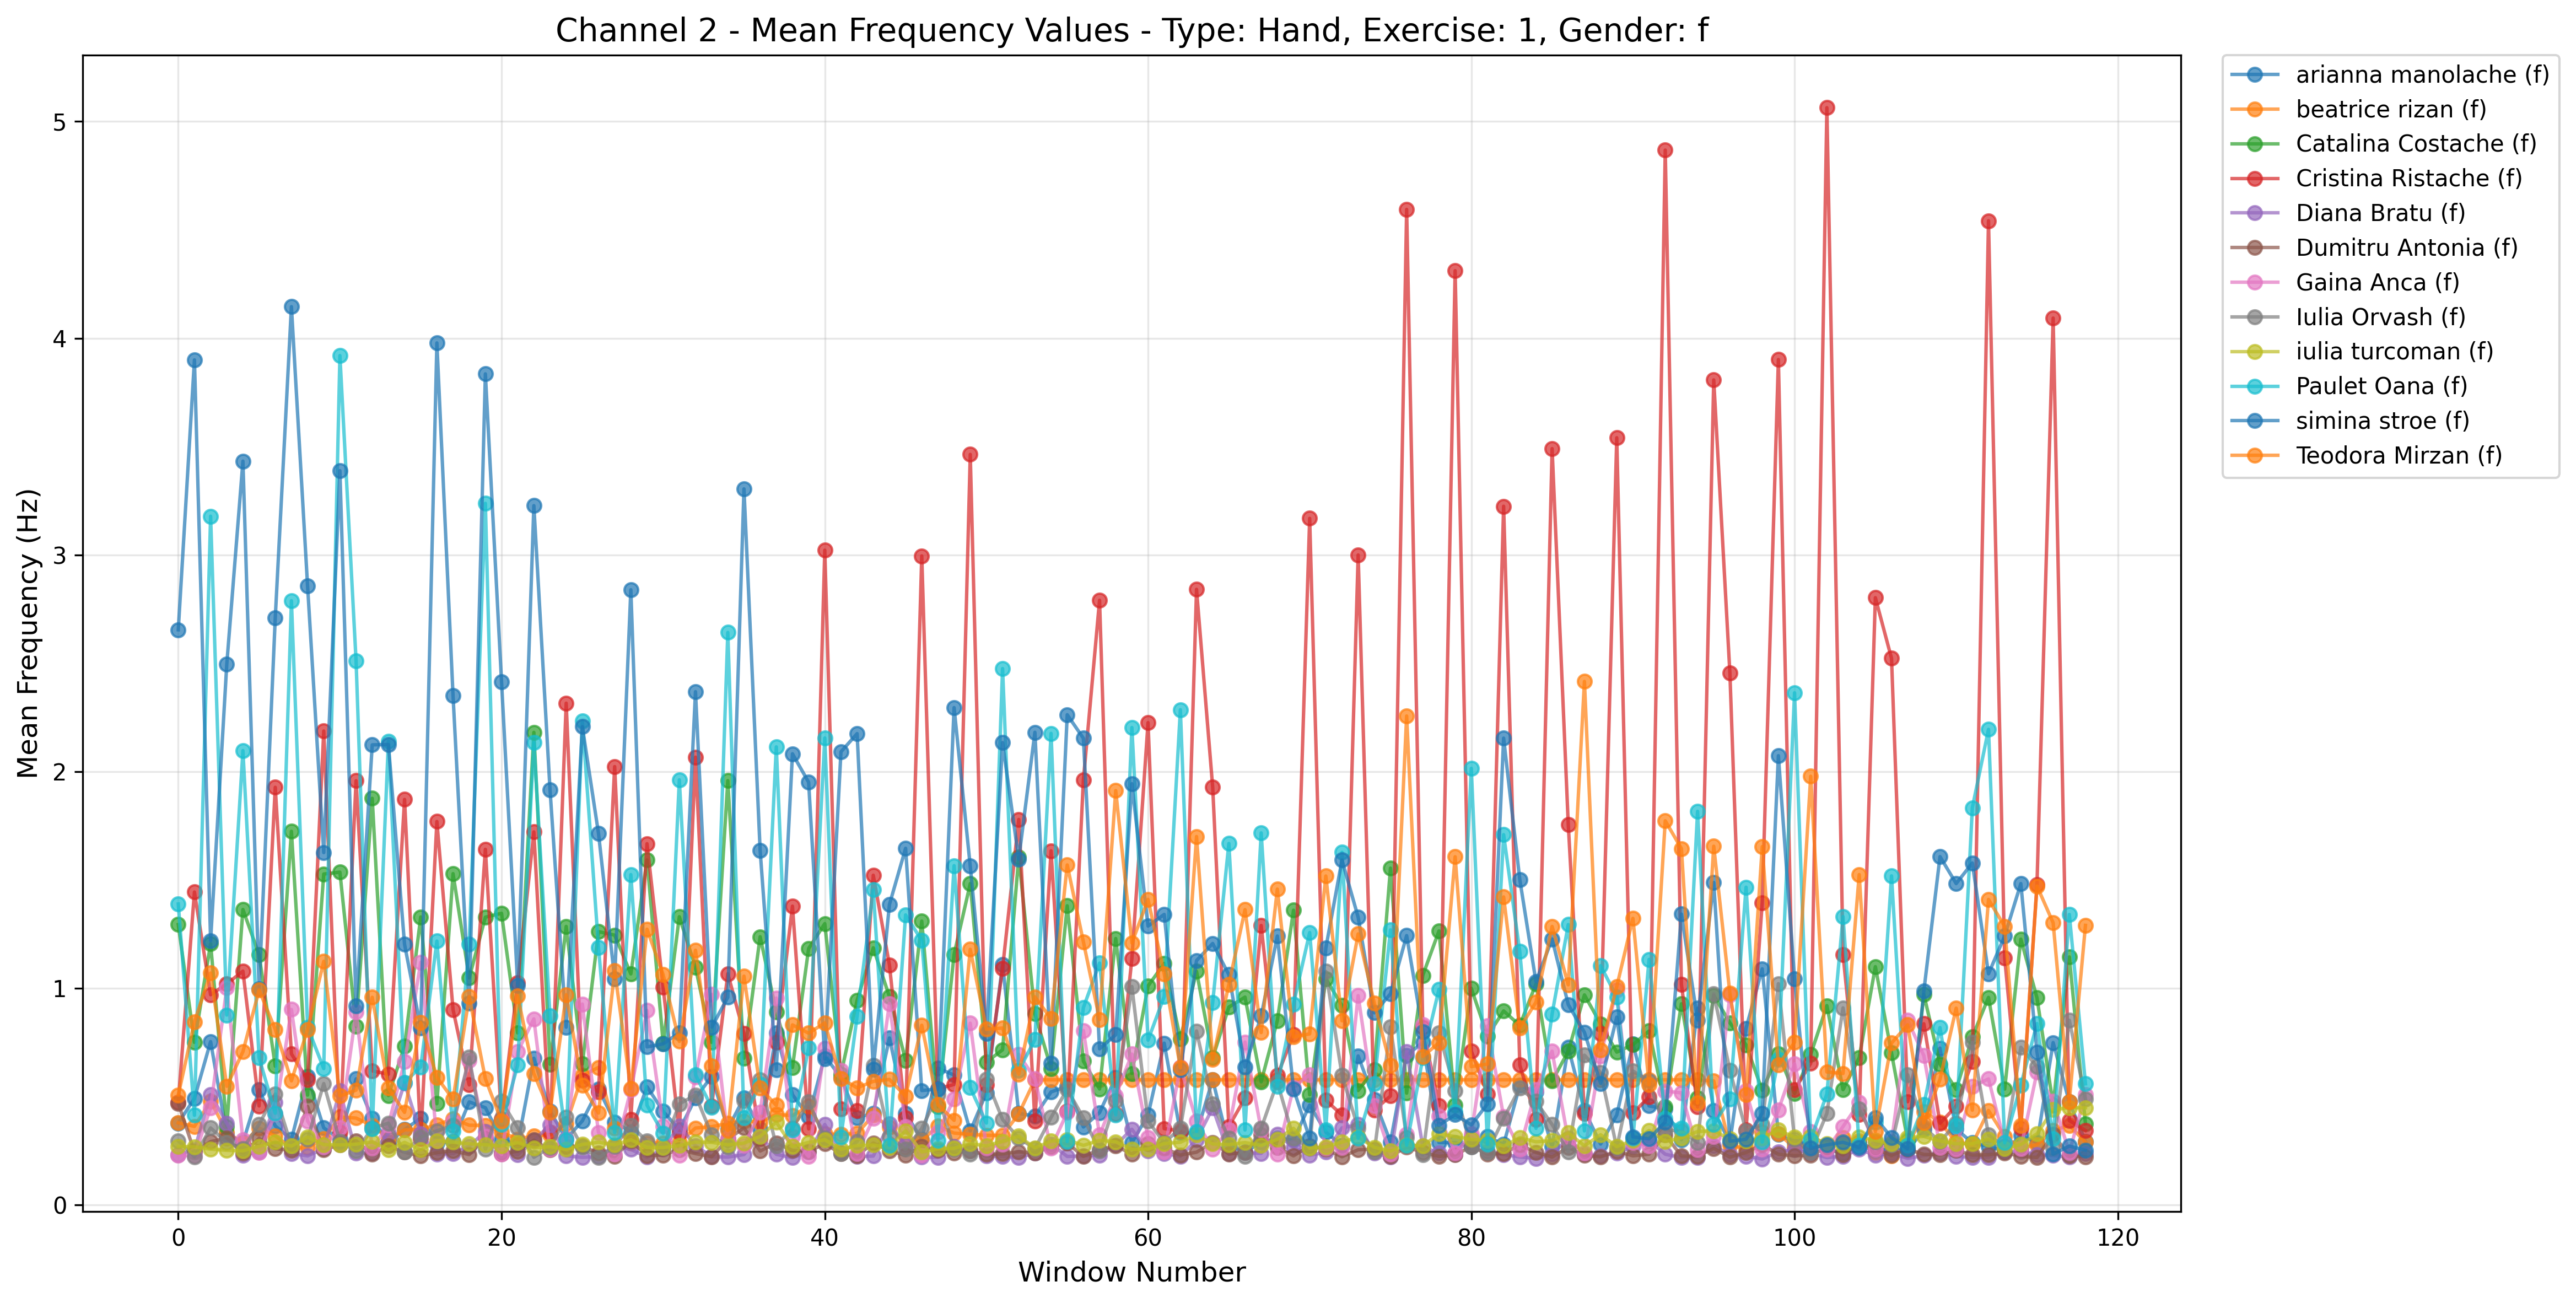 Channel 2 - Mean Frequency Values - Type: Hand, Exercise: 1, Gender: f
arianna manolache (f)
beatrice rizan (f)
Catalina Costache (f)
Cristina Ristache (f)
Diana Bratu (f)
Dumitru Antonia (f)
Gaina Anca (f)
Iulia Orvash (f)
iulia turcoman (f)
Paulet Oana (f)
simina stroe (f)
Teodora Mirzan (f)
Mean Frequency (Hz)
5
4
3
2
1
0
0 20 40 60 80 100 120
Window Number